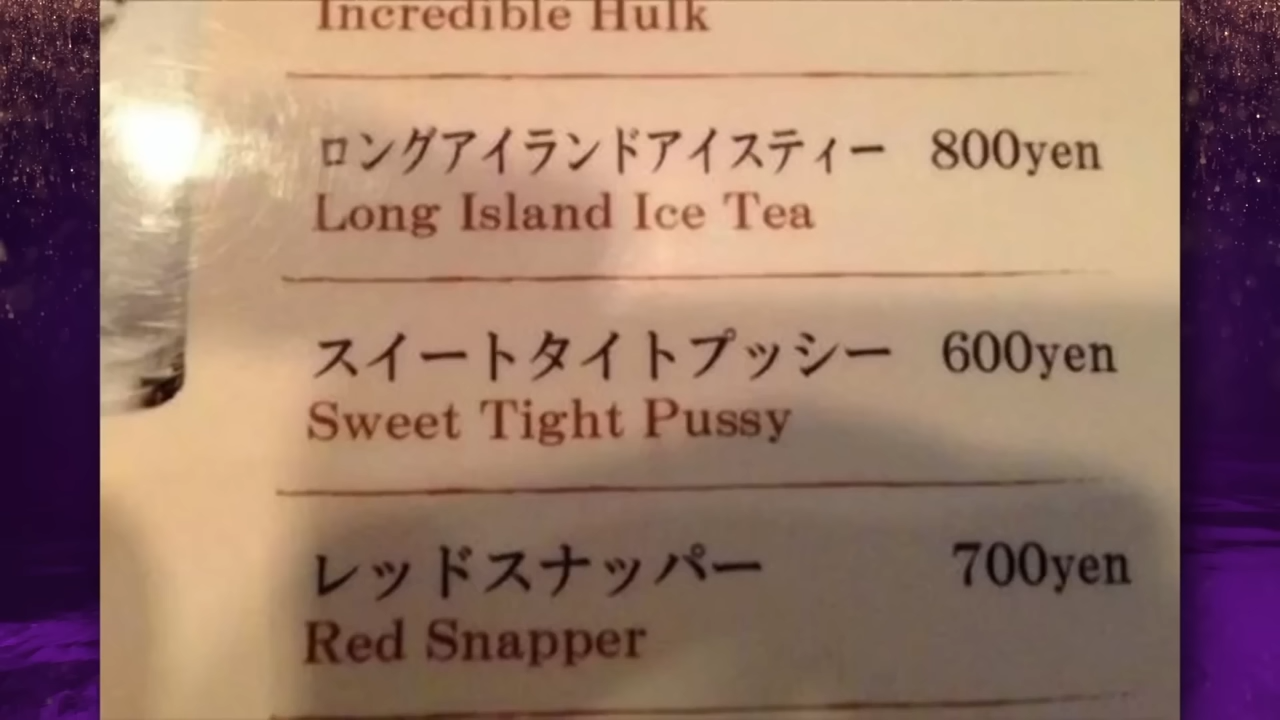 Incredible Hulk
ロングアイランドアイスティー 800yen
Long Island Ice Tea
スイートタイトプッシー 600yen
Sweet Tight Pussy
レッドスナッパー 700yen
Red Snapper